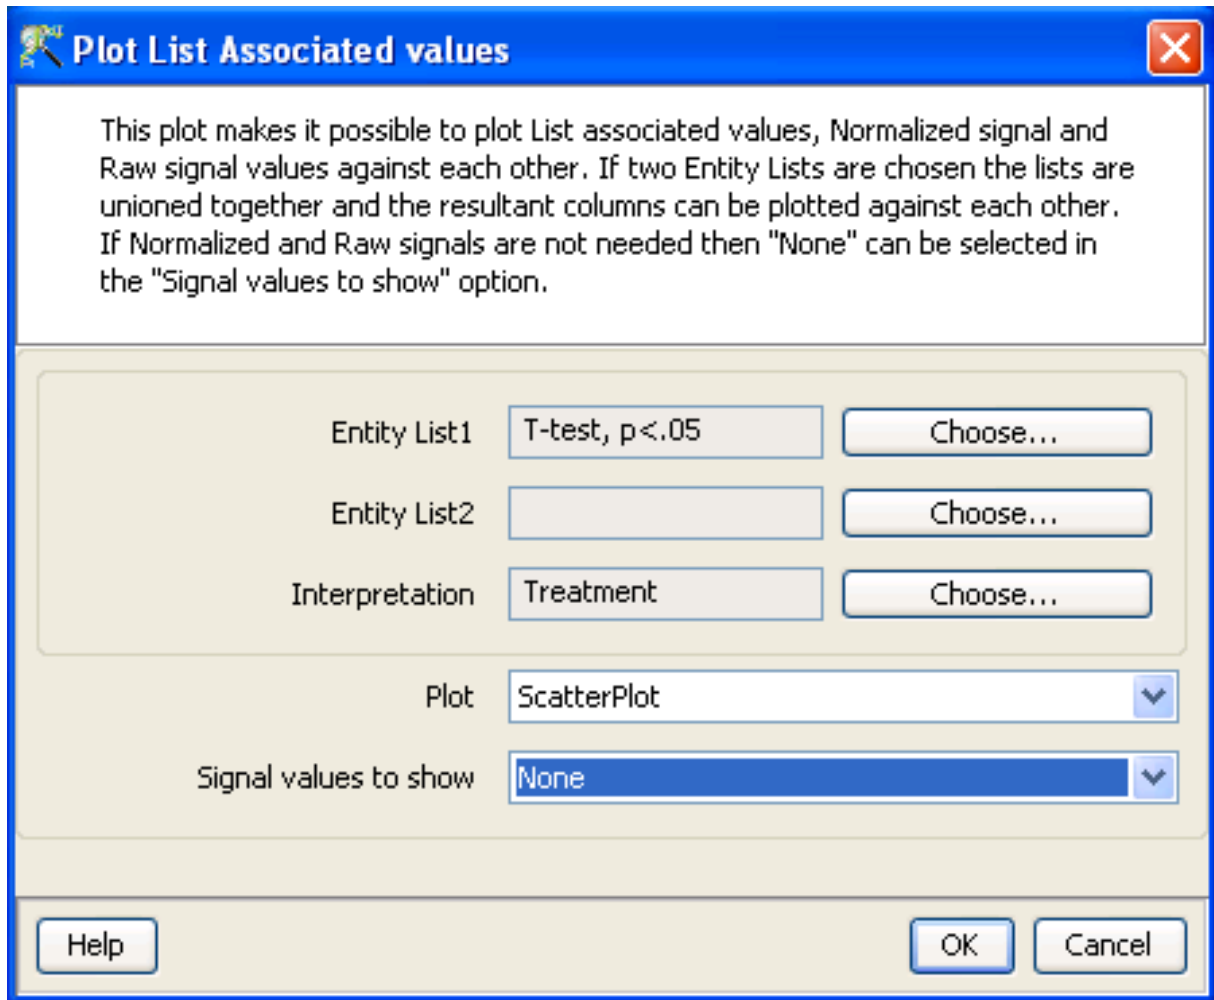 Plot List Associated values
This plot makes it possible to plot List associated values, Normalized signal and
Raw signal values against each other. If two Entity Lists are chosen the lists are
unioned together and the resultant columns can be plotted against each other.
If Normalized and Raw signals are not needed then "None" can be selected in
the "Signal values to show" option.
Entity List1 T-test, p<.05 Choose...
Entity List2 Choose...
Interpretation Treatment Choose...
Plot ScatterPlot
Signal values to show None
Help OK Cancel